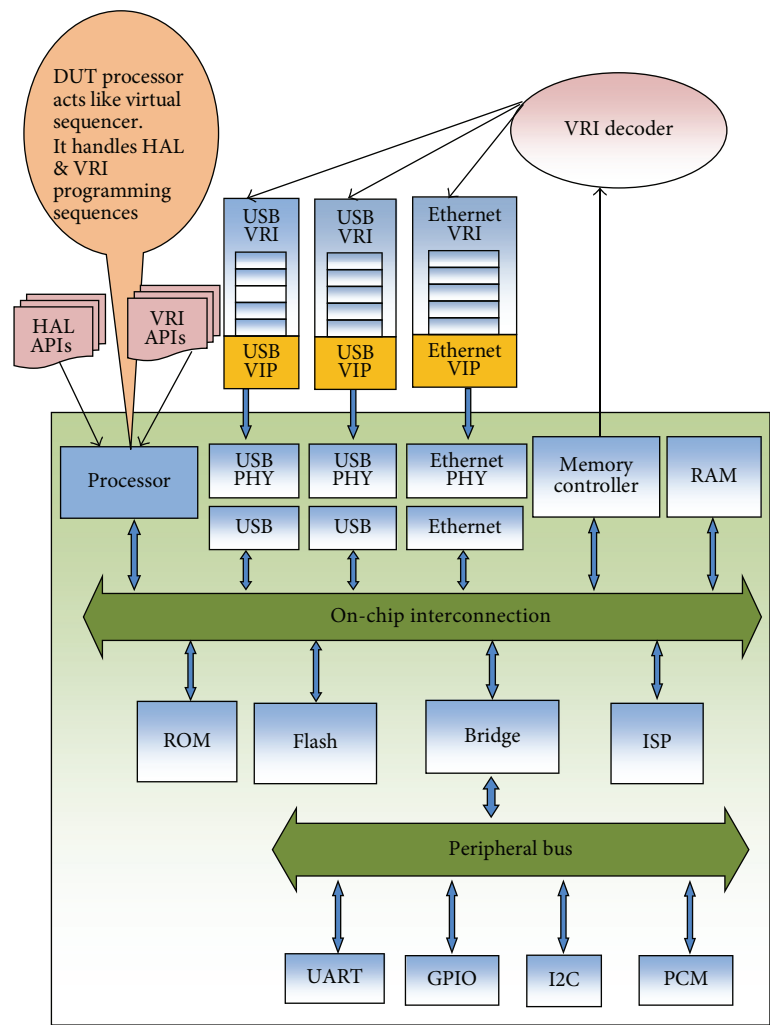 DUT processor
acts like virtual
sequencer.
It handles HAL
& VRI
programming
sequences
VRI decoder
USB
VRI
USB
VRI
Ethernet
VRI
HAL
APIs
VRI
APIs
USB
VIP
USB
VIP
Ethernet
VIP
Processor
USB
PHY
USB
PHY
Ethernet
PHY
Memory
controller
RAM
USB
USB
Ethernet
On-chip interconnection
ROM
Flash
Bridge
ISP
Peripheral bus
UART
GPIO
I2C
PCM